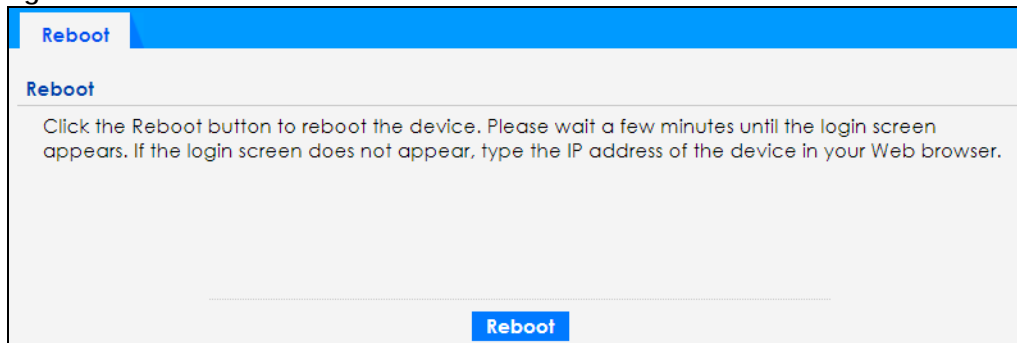 Reboot
Reboot
Click the Reboot button to reboot the device. Please wait a few minutes until the login screen
appears. If the login screen does not appear, type the IP address of the device in your Web browser.
Reboot